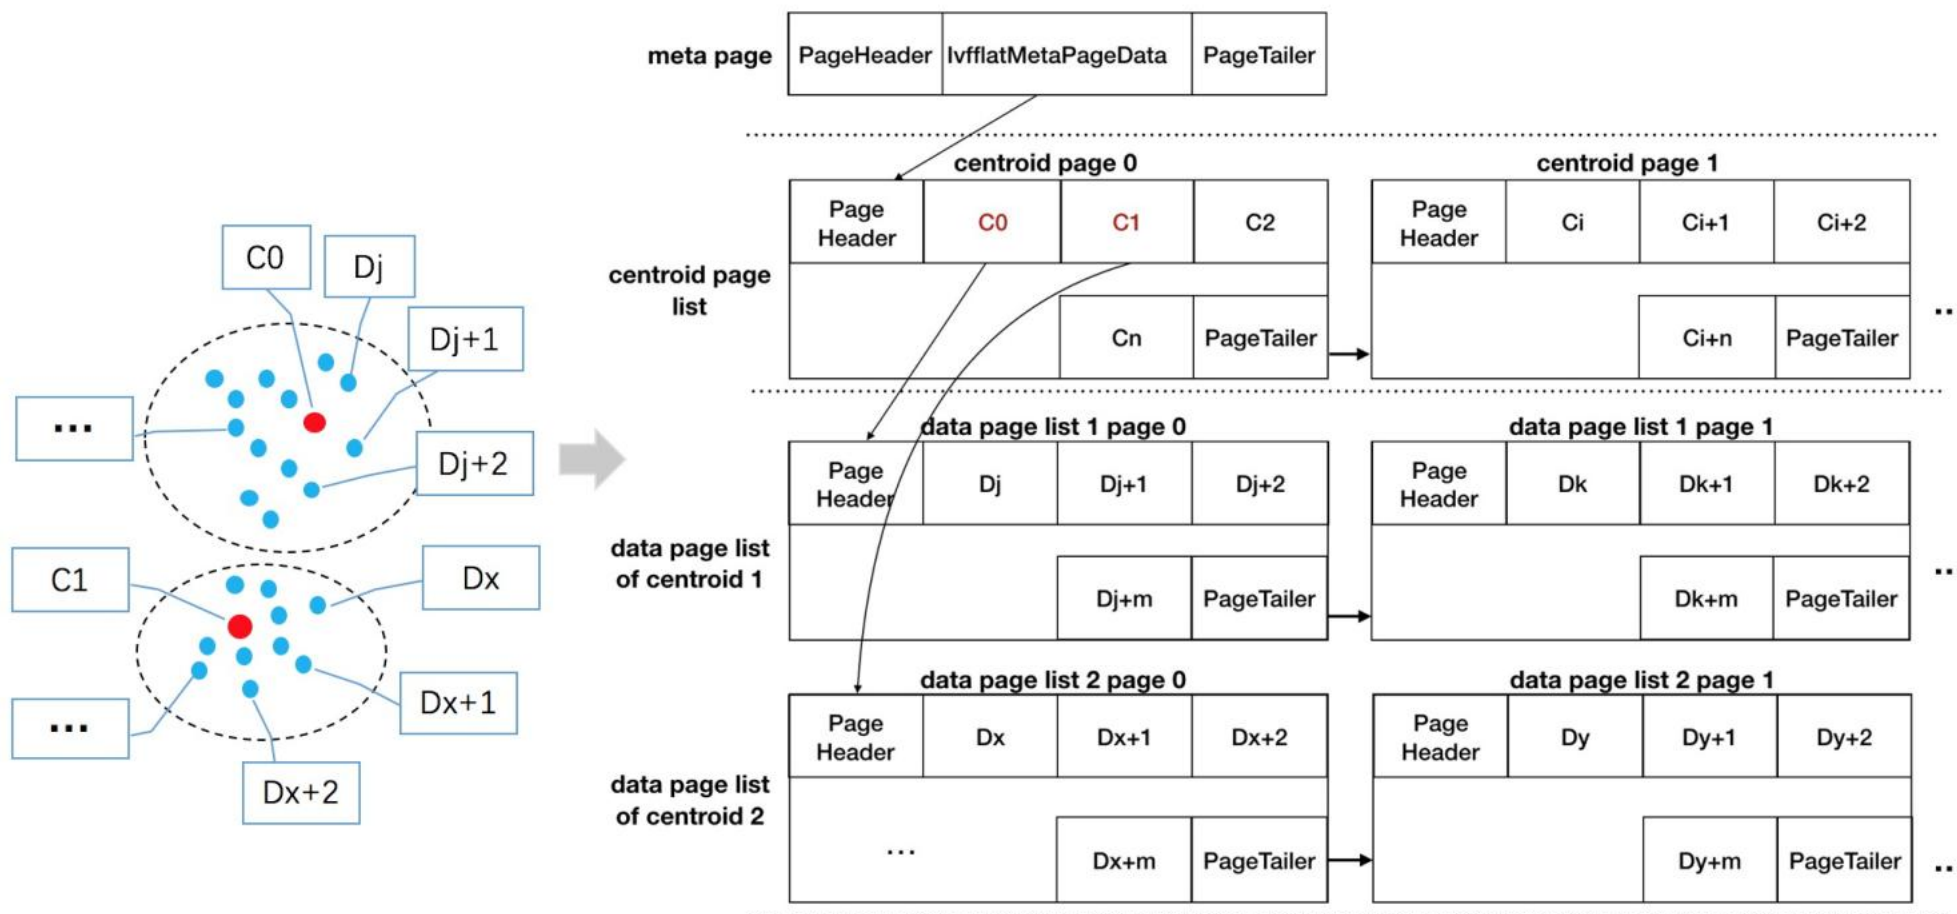 meta page
PageHeader
IvfflatMetaPageData
PageTailer
centroid page 0
centroid page 1
Page
Header
C0
C1
C2
Page
Header
Ci
Ci+1
Ci+2
centroid page
list
Cn
PageTailer
Ci+n
PageTailer
..
data page list 1 page 0
data page list 1 page 1
Page
Header
Dj
Dj+1
Dj+2
Page
Header
Dk
Dk+1
Dk+2
data page list
of centroid 1
Dj+m
PageTailer
Dk+m
PageTailer
..
data page list 2 page 0
data page list 2 page 1
Page
Header
Dx
Dx+1
Dx+2
Page
Header
Dy
Dy+1
Dy+2
data page list
of centroid 2
...
Dx+m
PageTailer
Dy+m
PageTailer
..
C0
Dj
Dj+1
...
Dj+2
C1
Dx
Dx+1
...
Dx+2